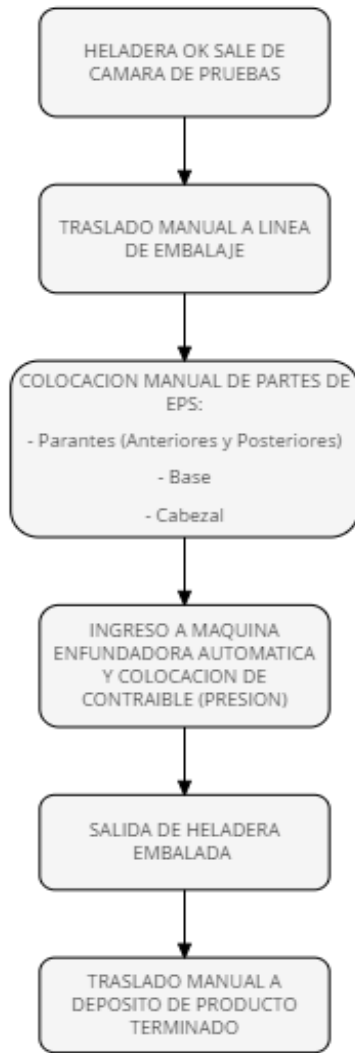 HELADERA OK SALE DE
CAMARA DE PRUEBAS
TRASLADO MANUAL A LINEA
DE EMBALAJE
COLOCACION MANUAL DE PARTES DE
EPS:
- Parantes (Anteriores y Posteriores)
- Base
- Cabezal
INGRESO A MAQUINA
ENFUNDADORA AUTOMATICA
Y COLOCACION DE
CONTRAIBLE (PRESION)
SALIDA DE HELADERA
EMBALADA
TRASLADO MANUAL A
DEPOSITO DE PRODUCTO
TERMINADO